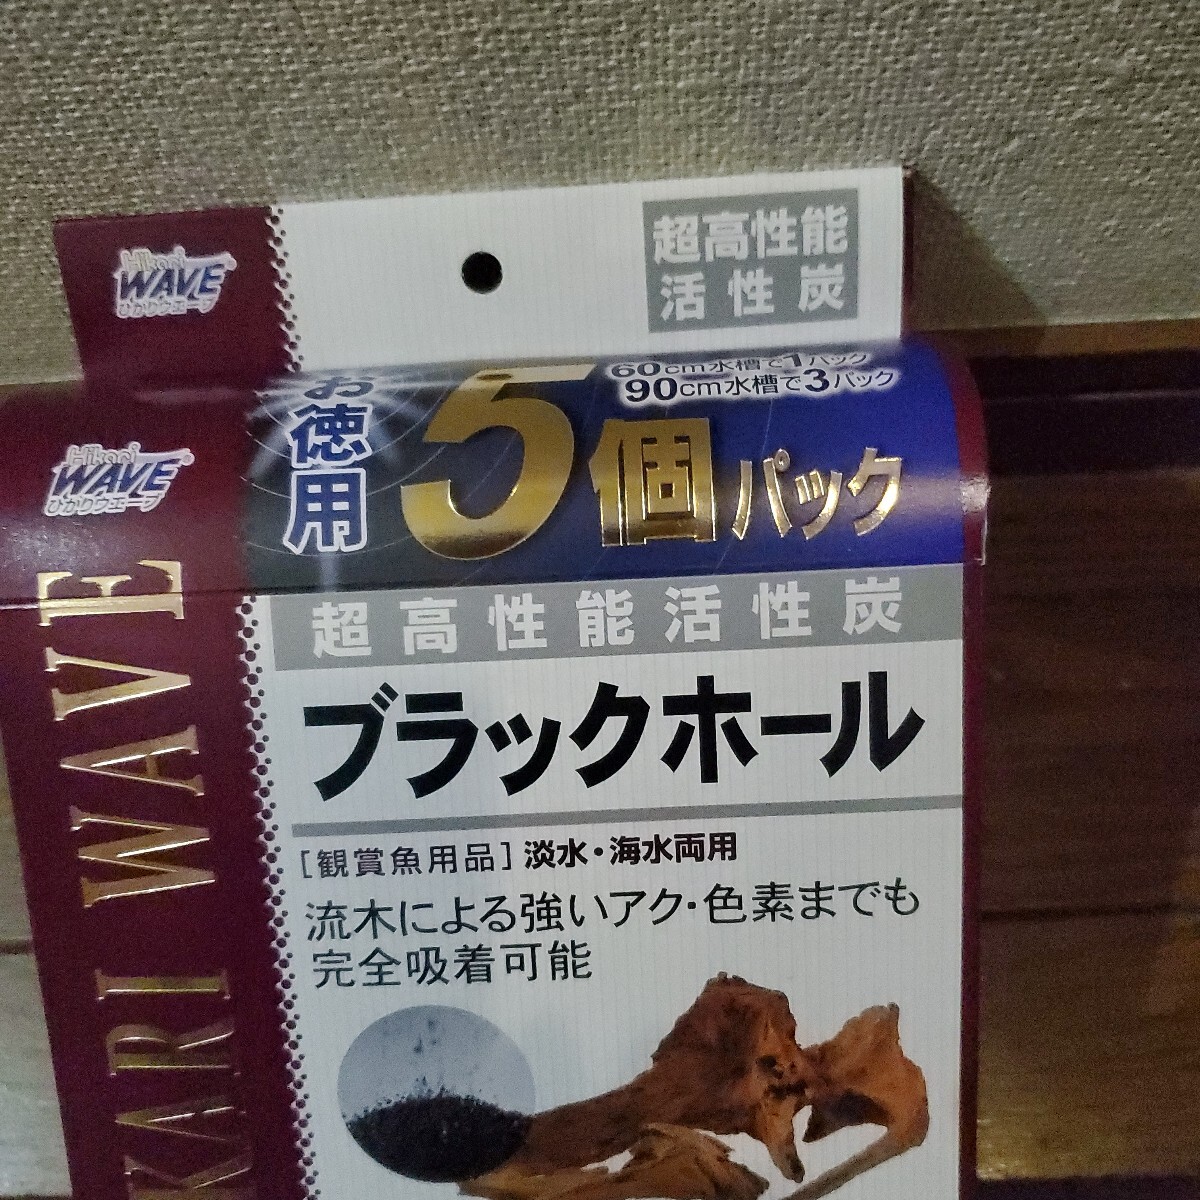 Hikari
WAVE
ひかりウエーブ
超高性能
活性炭
60cm水槽で1パック
90cm水槽で3パック
お徳用
5個パック
Hikari
WAVE
ひかりウエーブ
KARI WAVE
超高性能活性炭
ブラックホール
[観賞魚用品] 淡水・海水両用
流木による強いアク・色素までも
完全吸着可能